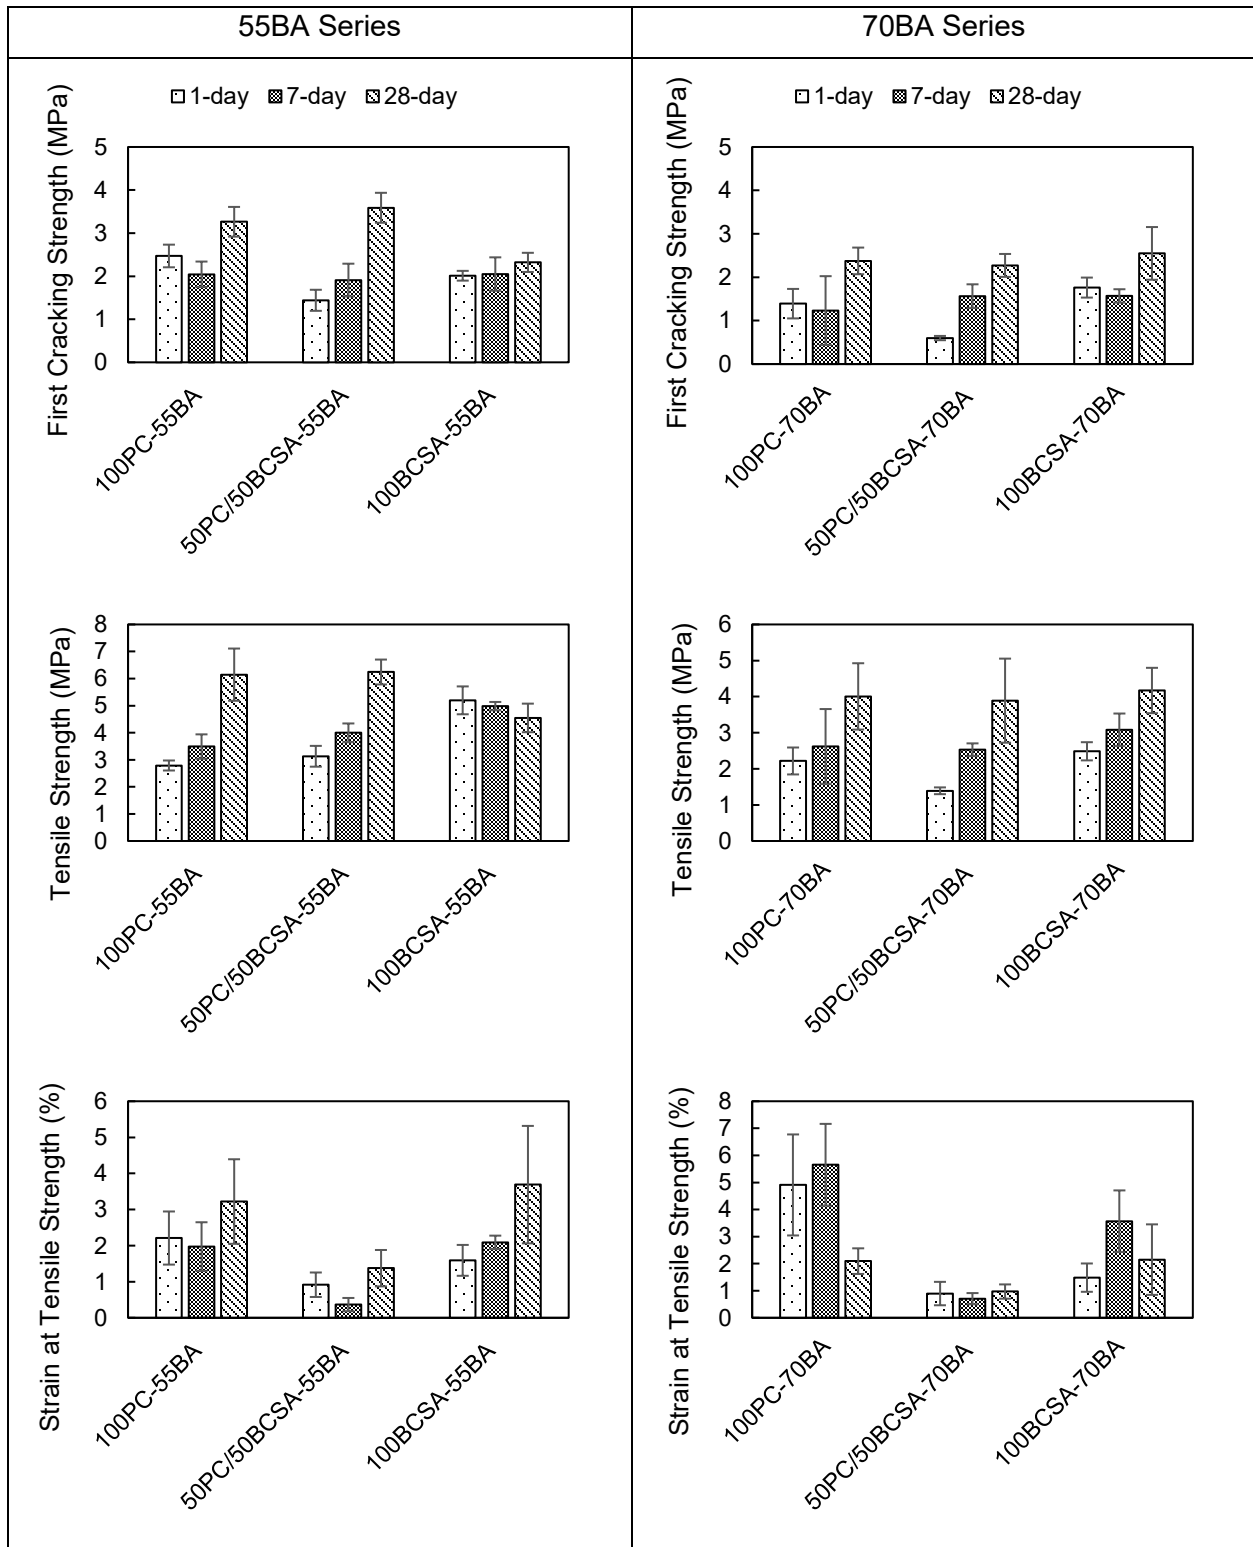 55BA Series
70BA Series
1-day 7-day 28-day
First Cracking Strength (MPa)
5
4
3
2
1
0
100PC-55BA
50PC/50BCSA-55BA
100BCSA-55BA
1-day 7-day 28-day
First Cracking Strength (MPa)
5
4
3
2
1
0
100PC-70BA
50PC/50BCSA-70BA
100BCSA-70BA
Tensile Strength (MPa)
8
7
6
5
4
3
2
1
0
100PC-55BA
50PC/50BCSA-55BA
100BCSA-55BA
Tensile Strength (MPa)
6
5
4
3
2
1
0
100PC-70BA
50PC/50BCSA-70BA
100BCSA-70BA
Strain at Tensile Strength (%)
6
5
4
3
2
1
0
100PC-55BA
50PC/50BCSA-55BA
100BCSA-55BA
Strain at Tensile Strength (%)
8
7
6
5
4
3
2
1
0
100PC-70BA
50PC/50BCSA-70BA
100BCSA-70BA